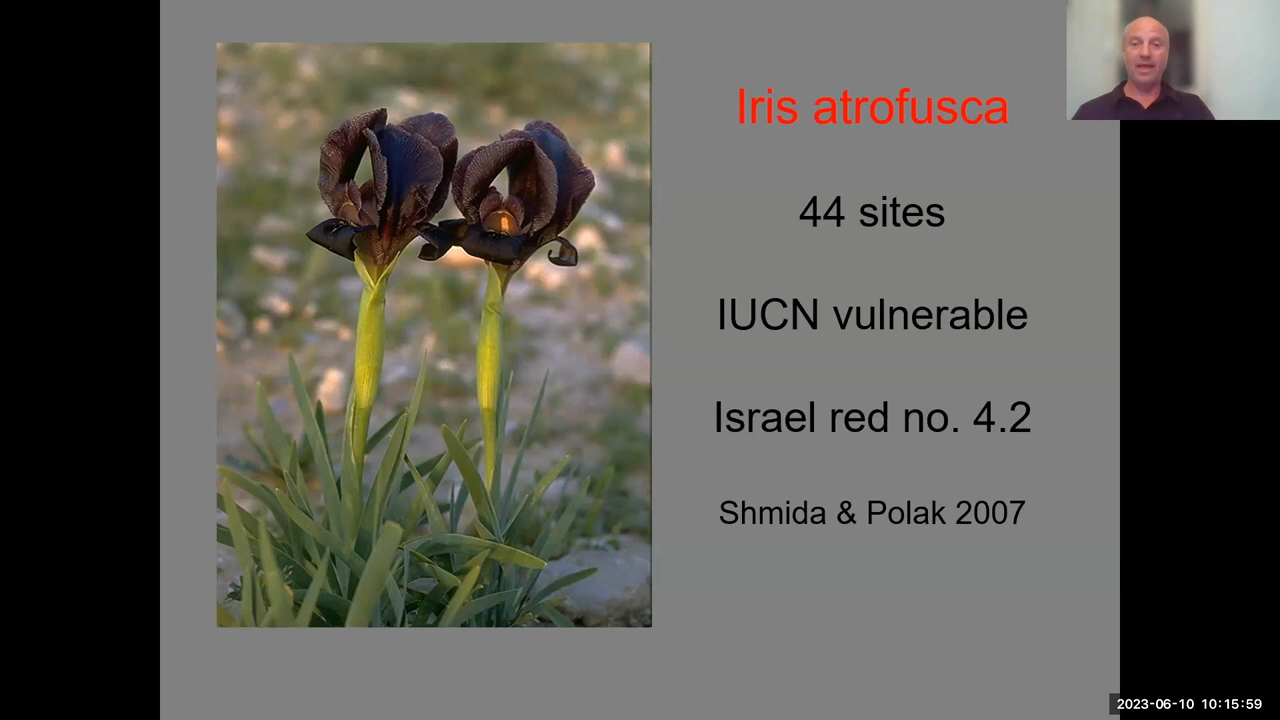 Iris atrofusca
44 sites
IUCN vulnerable
Israel red no. 4.2
Shmida & Polak 2007
2023-06-10 10:15:59